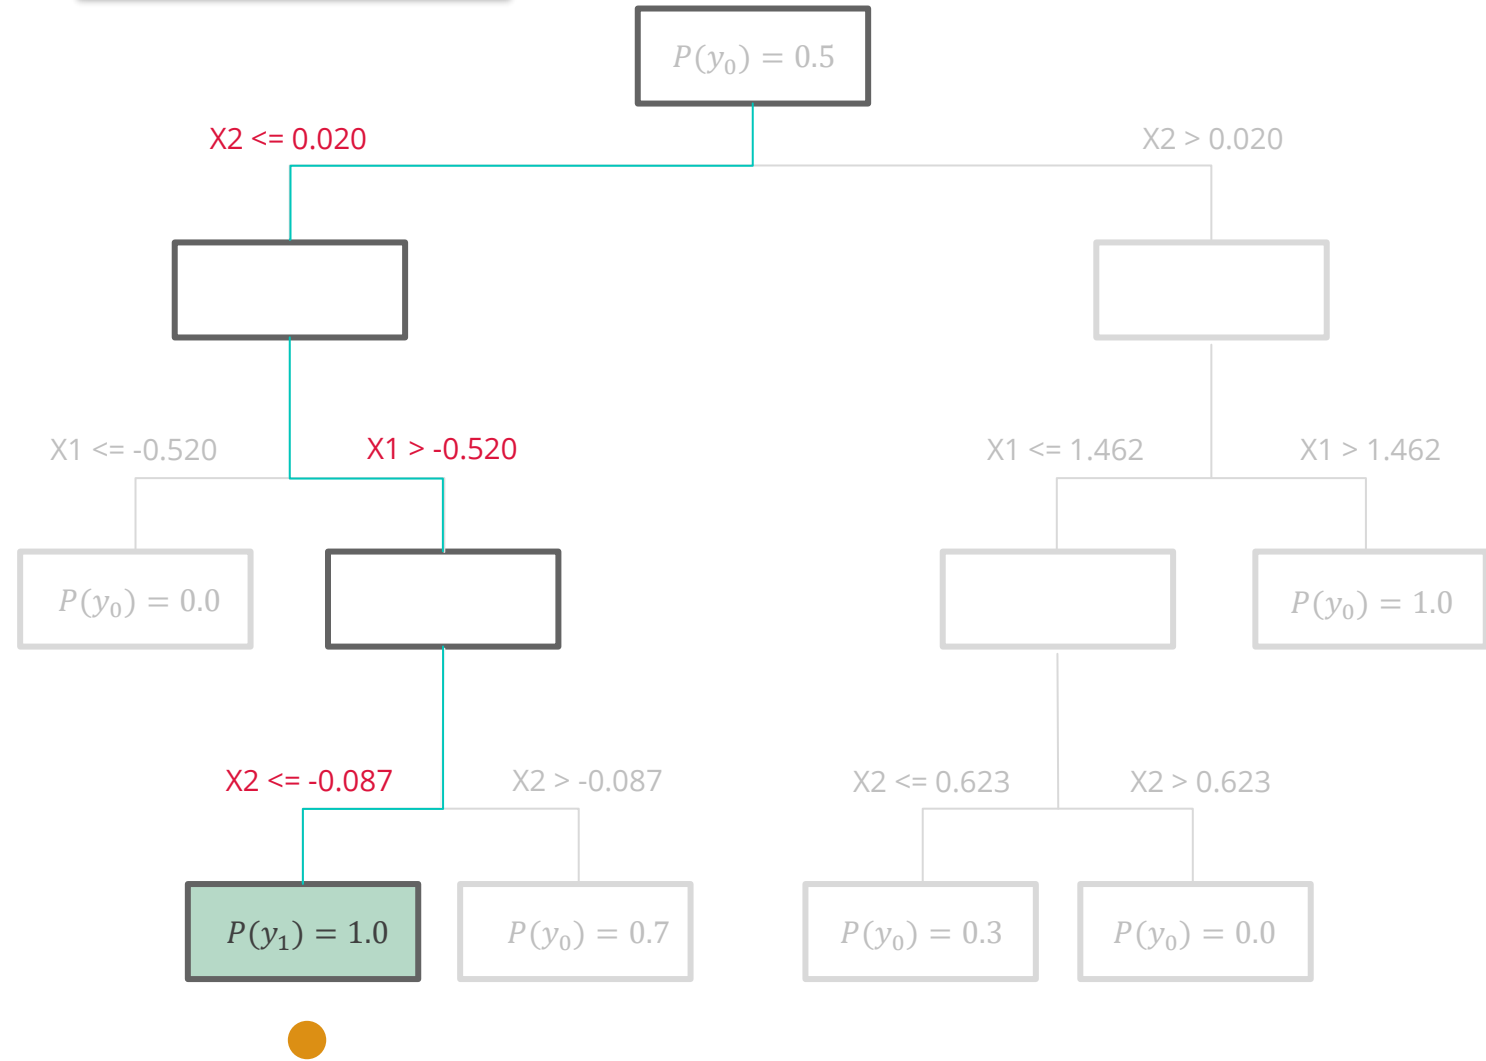 P(y₀) = 0.5
X2 <= 0.020
X2 > 0.020
X1 <= -0.520
X1 > -0.520
X1 <= 1.462
X1 > 1.462
P(y₀) = 0.0
P(y₀) = 1.0
X2 <= -0.087
X2 > -0.087
X2 <= 0.623
X2 > 0.623
P(y₁) = 1.0
P(y₀) = 0.7
P(y₀) = 0.3
P(y₀) = 0.0